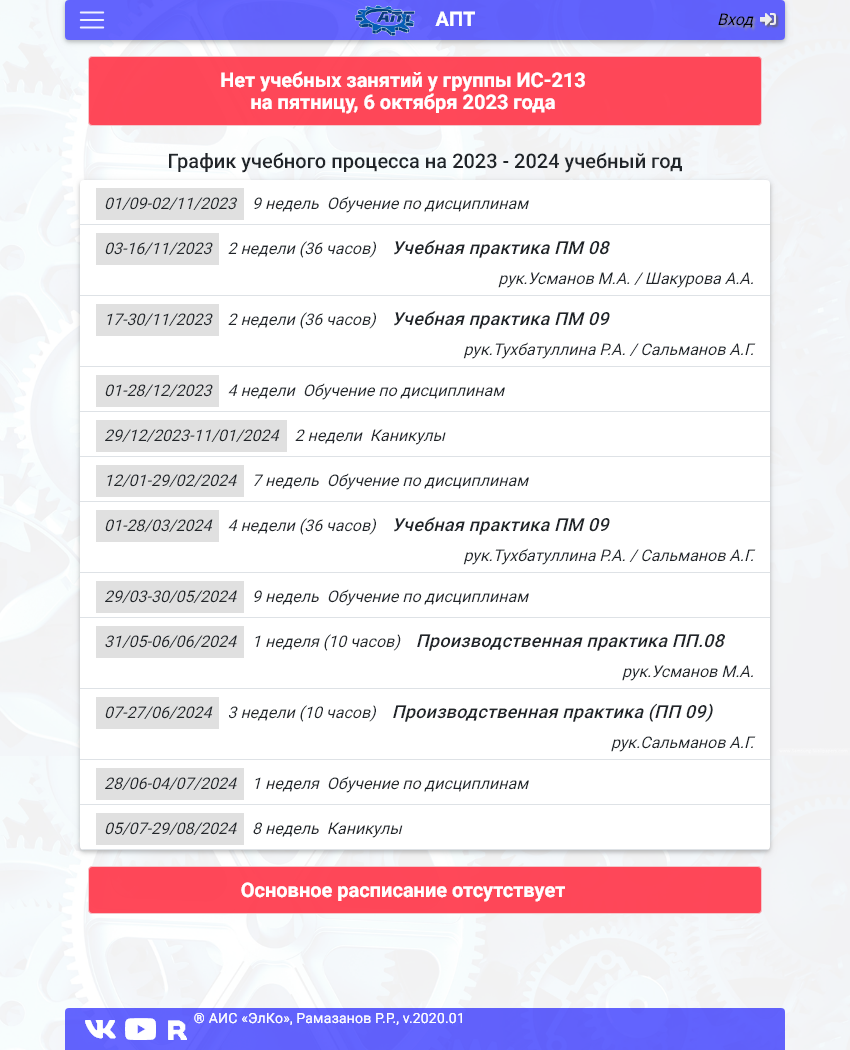 АПТ АПТ Вход
Нет учебных занятий у группы ИС-213
на пятницу, 6 октября 2023 года
График учебного процесса на 2023 - 2024 учебный год
01/09-02/11/2023 9 недель Обучение по дисциплинам
03-16/11/2023 2 недели (36 часов) Учебная практика ПМ 08
рук.Усманов М.А. / Шакурова А.А.
17-30/11/2023 2 недели (36 часов) Учебная практика ПМ 09
рук.Тухбатуллина Р.А. / Сальманов А.Г.
01-28/12/2023 4 недели Обучение по дисциплинам
29/12/2023-11/01/2024 2 недели Каникулы
12/01-29/02/2024 7 недель Обучение по дисциплинам
01-28/03/2024 4 недели (36 часов) Учебная практика ПМ 09
рук.Тухбатуллина Р.А. / Сальманов А.Г.
29/03-30/05/2024 9 недель Обучение по дисциплинам
31/05-06/06/2024 1 неделя (10 часов) Производственная практика ПП.08
рук.Усманов М.А.
07-27/06/2024 3 недели (10 часов) Производственная практика (ПП 09)
рук.Сальманов А.Г.
28/06-04/07/2024 1 неделя Обучение по дисциплинам
05/07-29/08/2024 8 недель Каникулы
Основное расписание отсутствует
® АИС «ЭлКо», Рамазанов Р.Р., v.2020.01